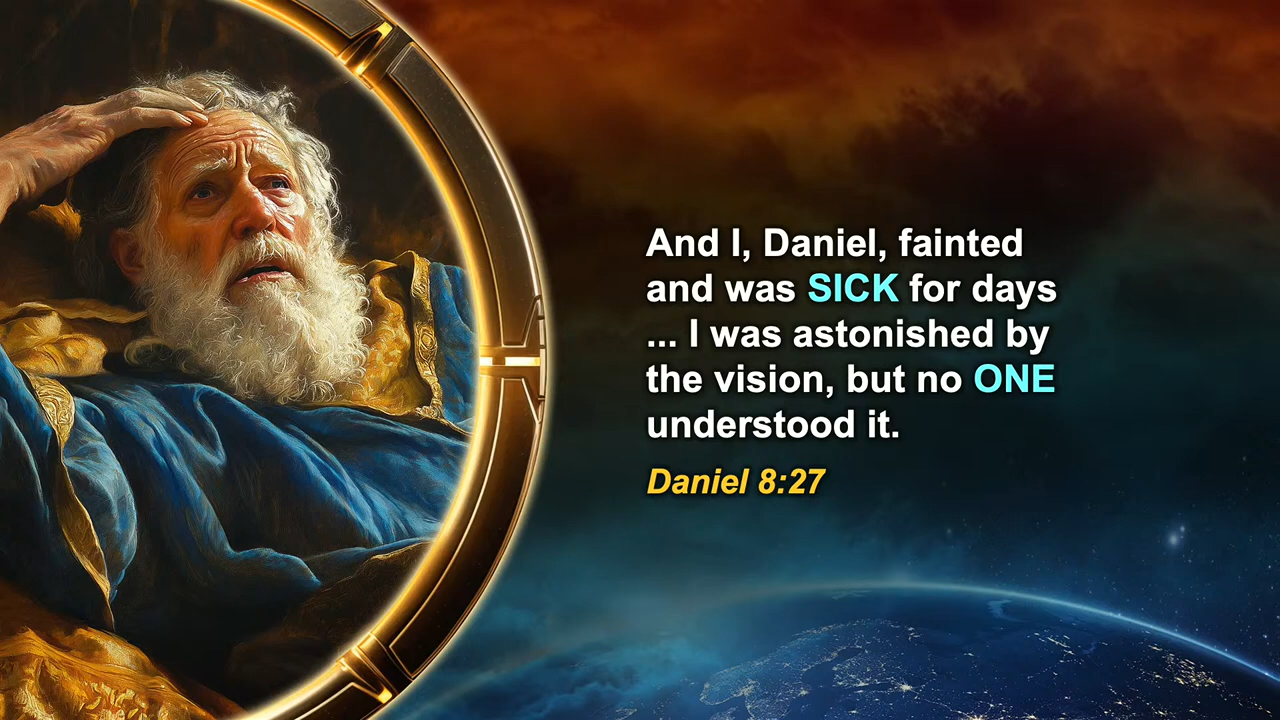 And I, Daniel, fainted
and was SICK for days
... I was astonished by
the vision, but no ONE
understood it.
Daniel 8:27